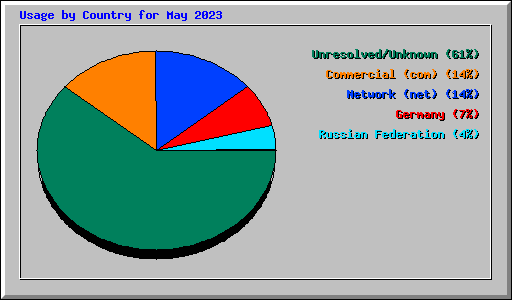 Usage by Country for May 2023
Unresolved/Unknown (61%)
Commercial (com) (14%)
Network (net) (14%)
Germany (7%)
Russian Federation (4%)